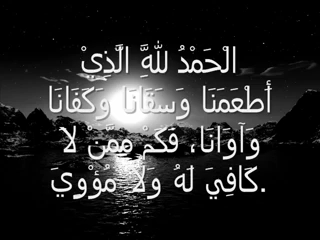 الْحَمْدُ لِلَّهِ الَّذِيْ
أَطْعَمَنَا وَسَقَانَا وَكَفَانَا
وَآوَانَا، فَكَمْ مِمَّنْ لاَ
كَافِيَ لَهُ وَلَا مُؤْوِيَ.